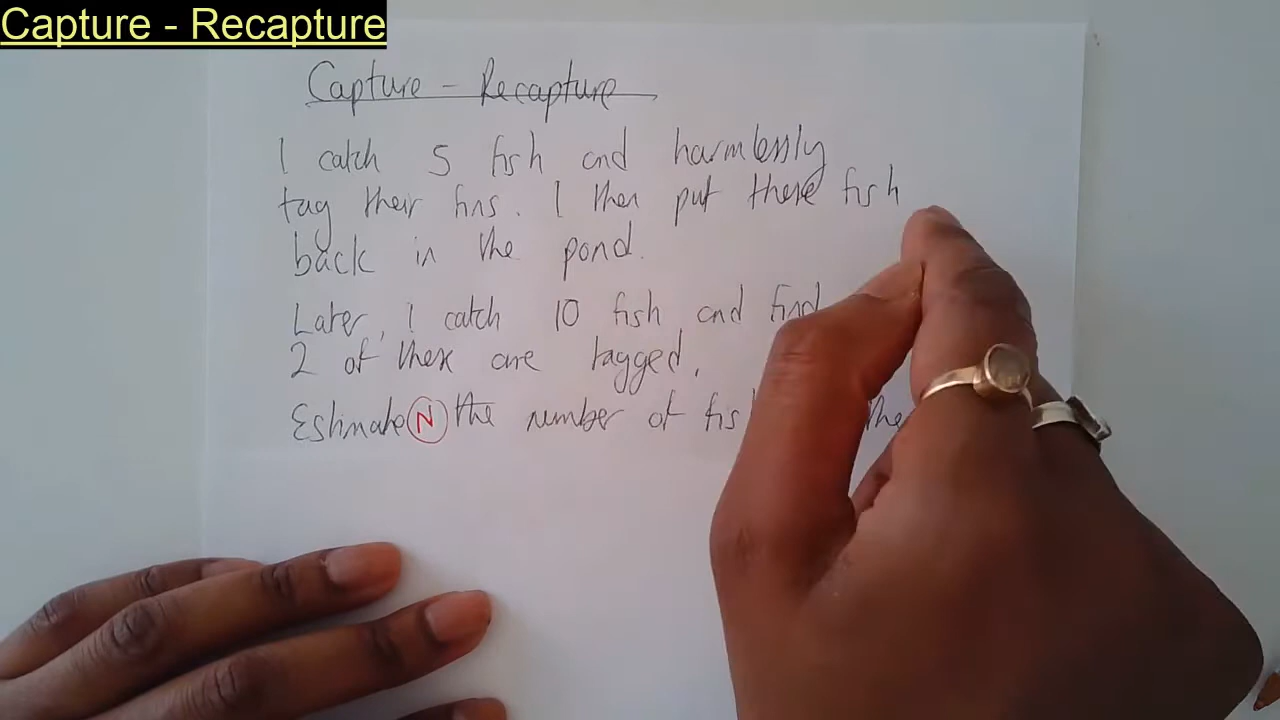 Capture - Recapture
Capture - Recapture
I catch 5 fish and harmlessly
tag their fins. I then put these fish
back in the pond.
Later, I catch 10 fish and find
2 of these are tagged.
Estimate N the number of fis the